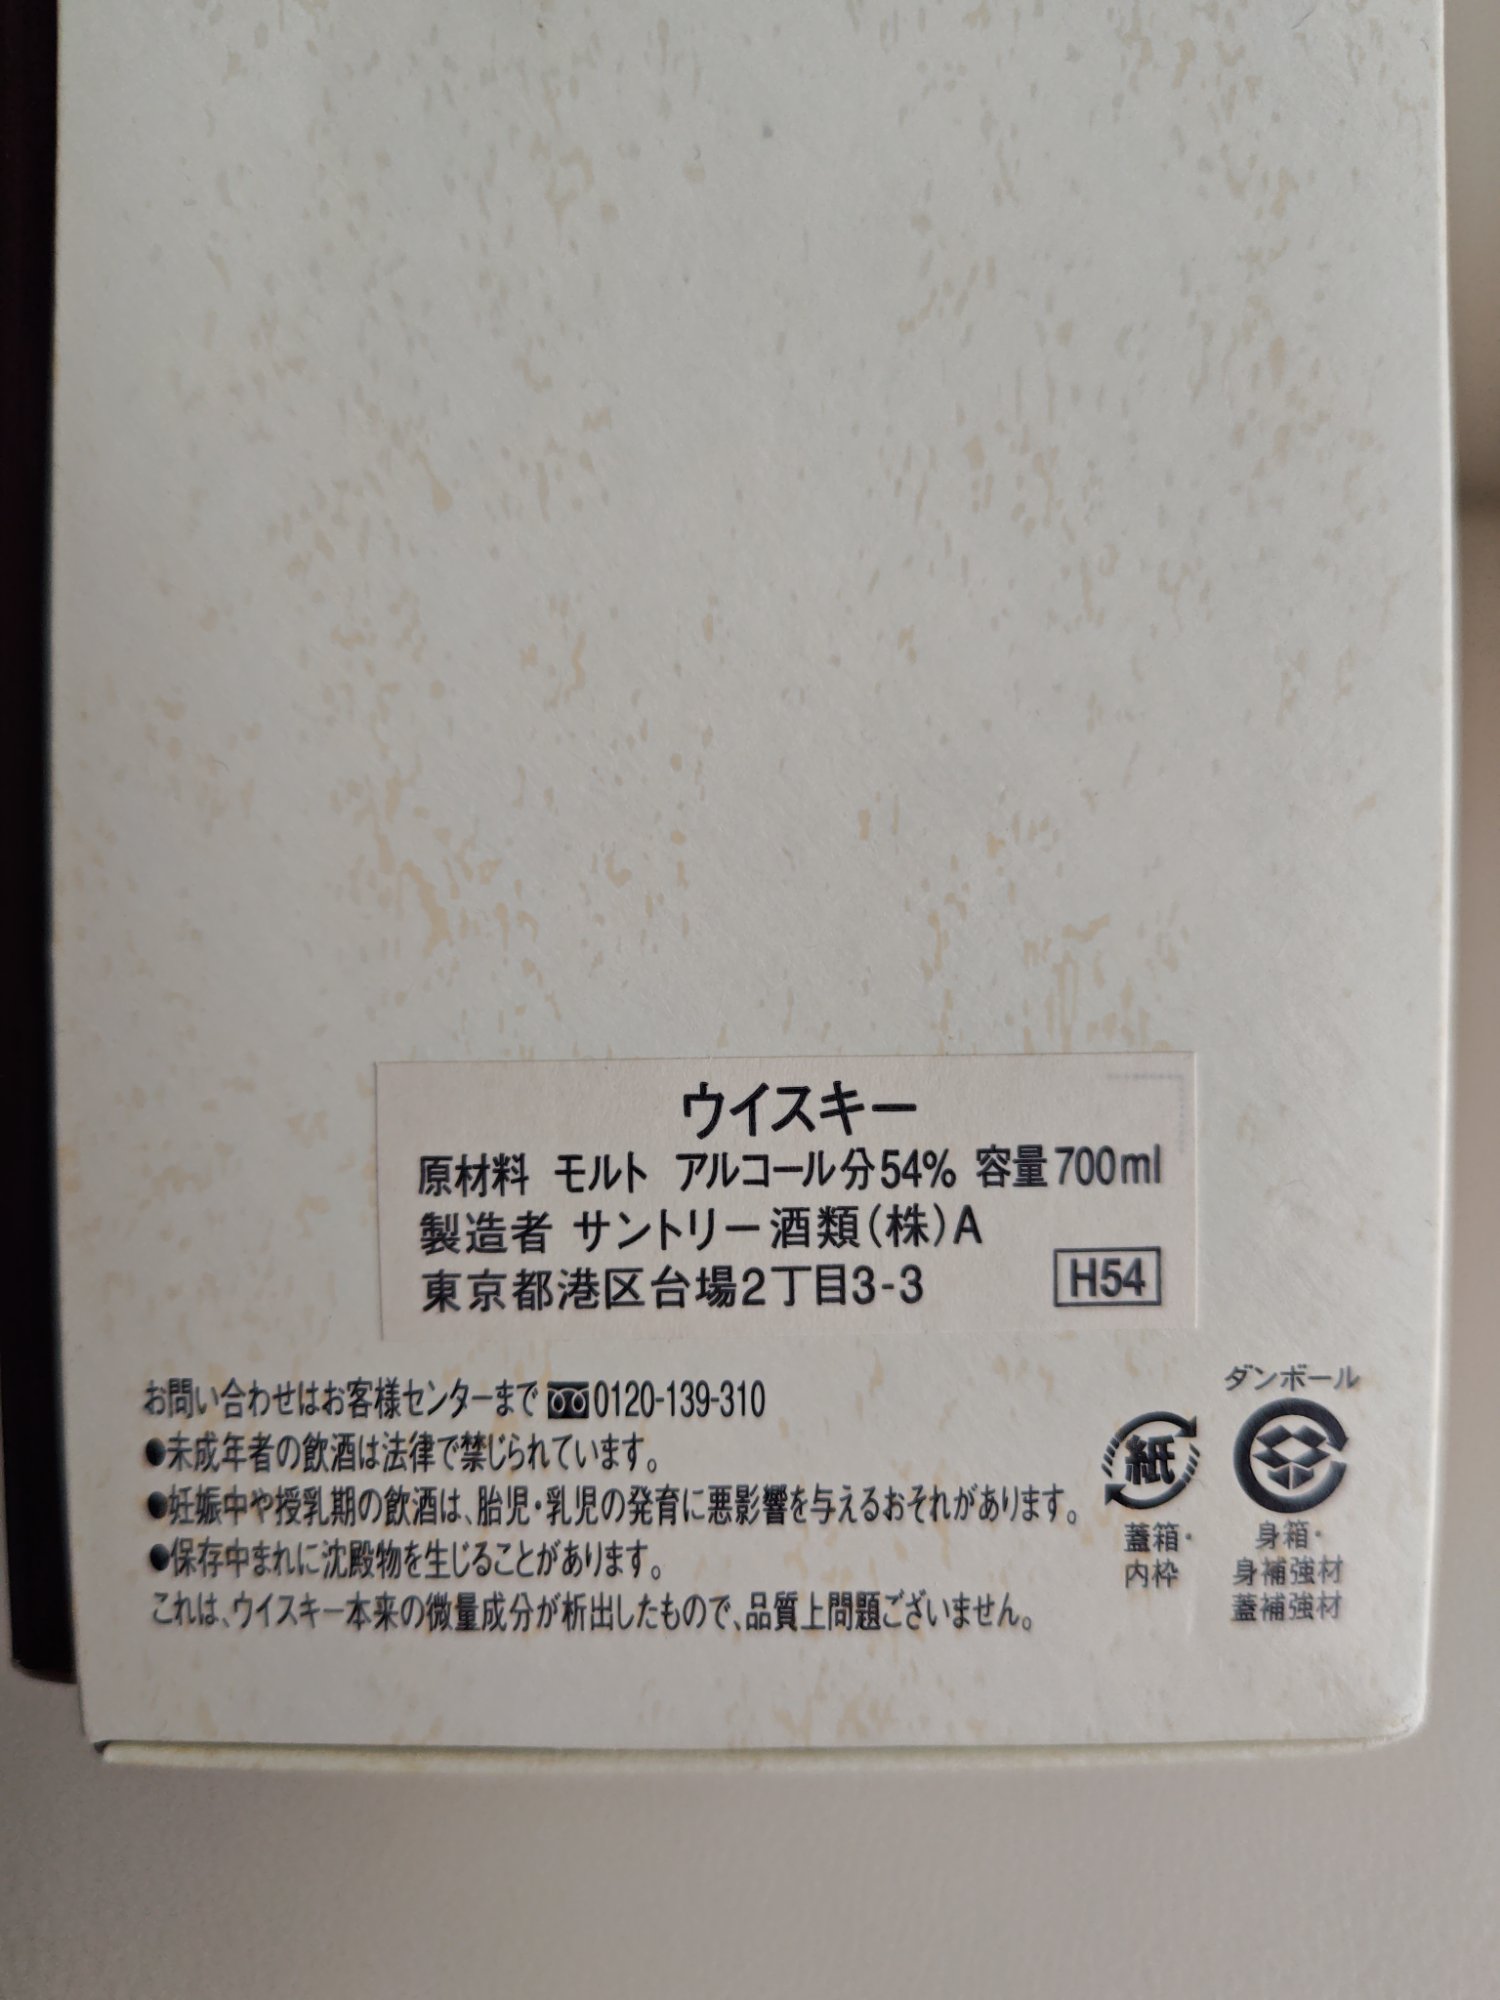 ウイスキー
原材料 モルト アルコール分54% 容量700ml
製造者 サントリー酒類(株)A
東京都港区台場2丁目3-3
H54
お問い合わせはお客様センターまで 0120-139-310
●未成年者の飲酒は法律で禁じられています。
●妊娠中や授乳期の飲酒は、胎児・乳児の発育に悪影響を与えるおそれがあります。
●保存中まれに沈殿物を生じることがあります。
これは、ウイスキー本来の微量成分が析出したもので、品質上問題ございません。
紙
蓋箱・
内枠
ダンボール
身箱・
身補強材
蓋補強材